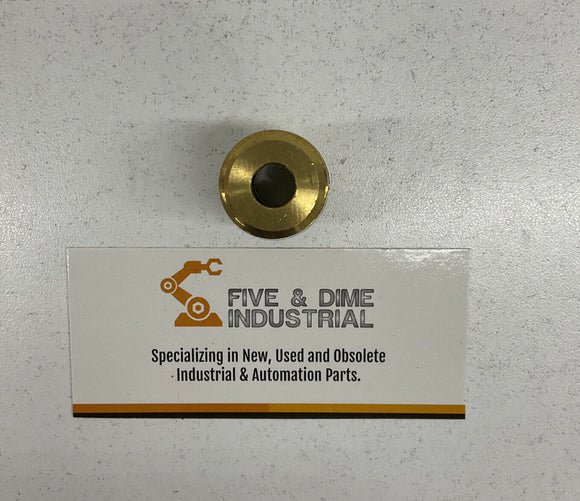 FIVE & DIME
INDUSTRIAL
Specializing in New, Used and Obsolete
Industrial & Automation Parts.